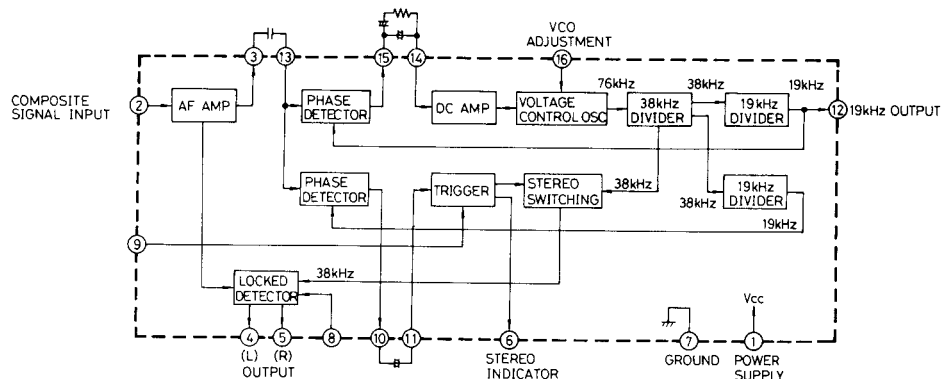 VCO
ADJUSTMENT
3
13
15
14
16
COMPOSITE
SIGNAL INPUT
2
AF AMP
PHASE
DETECTOR
DC AMP
VOLTAGE
CONTROL OSC
76kHz
38kHz
DIVIDER
38kHz
19kHz
DIVIDER
19kHz
12
19kHz OUTPUT
PHASE
DETECTOR
TRIGGER
STEREO
SWITCHING
38kHz
38kHz
19kHz
DIVIDER
19kHz
9
LOCKED
DETECTOR
38kHz
Vcc
4
5
8
10
11
6
7
1
(L)
(R)
OUTPUT
STEREO
INDICATOR
GROUND
POWER
SUPPLY